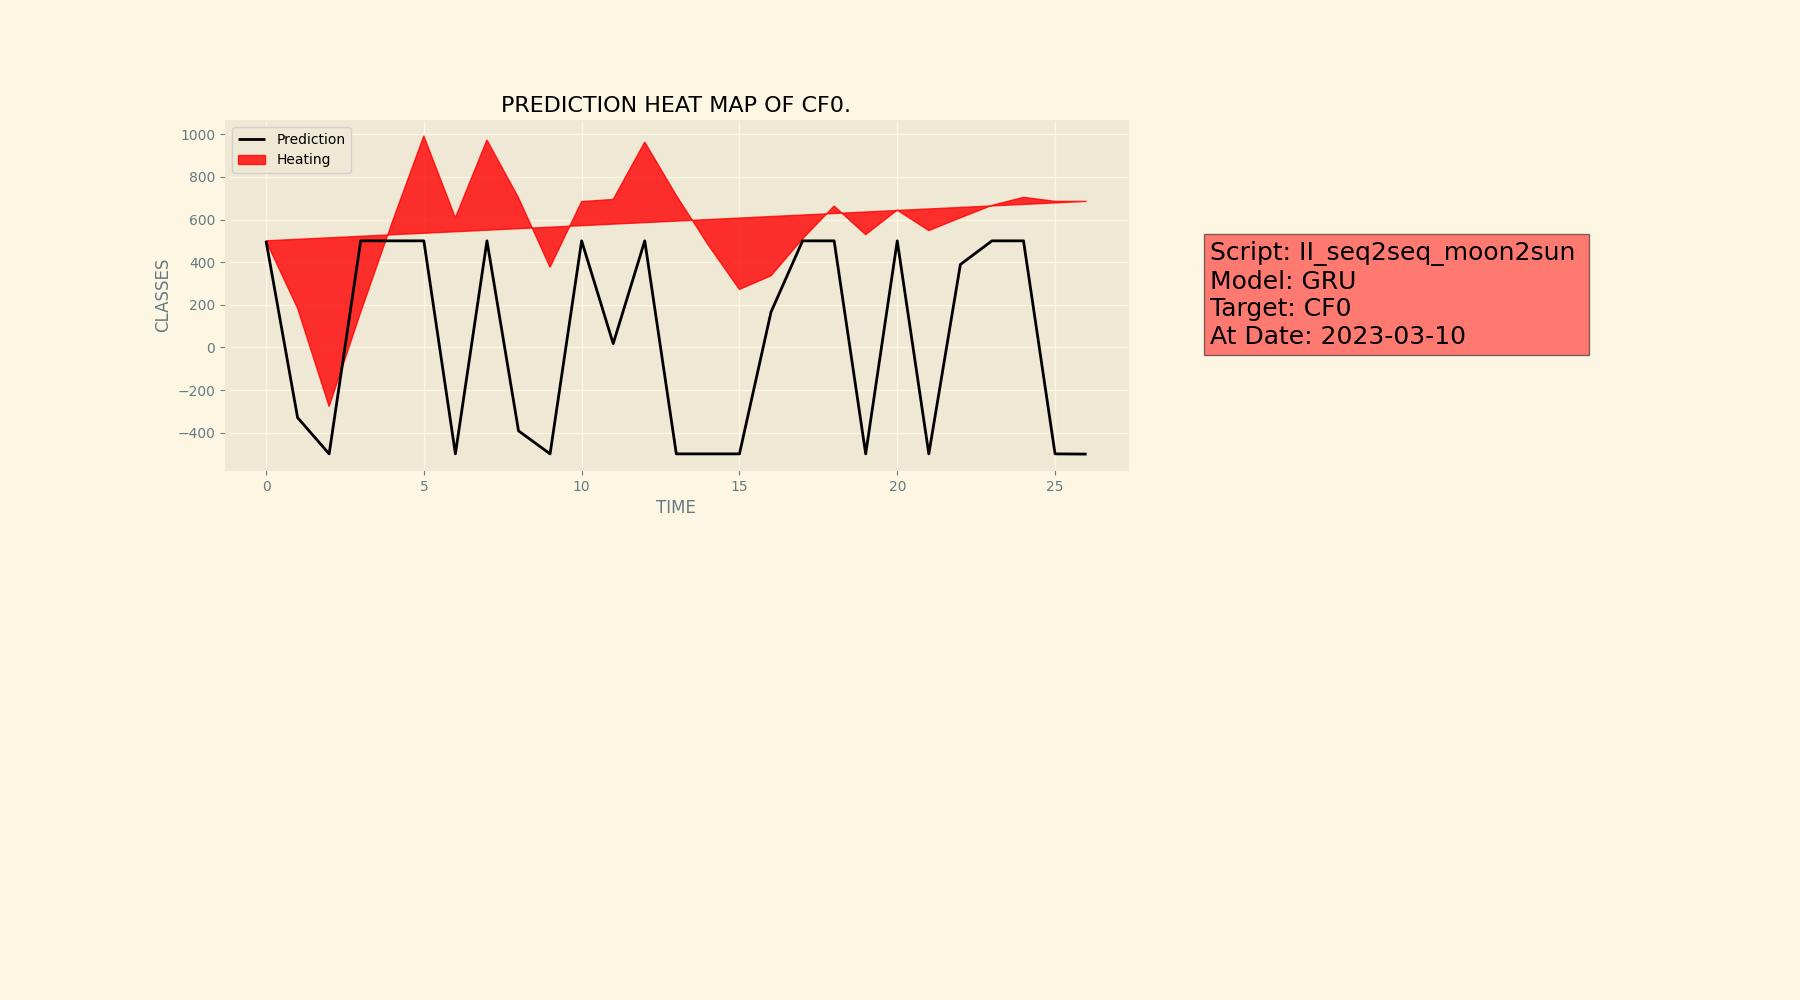 PREDICTION HEAT MAP OF CF0.
Prediction
Heating
CLASSES
1000
800
600
400
200
0
−200
−400
0 5 10 15 20 25
TIME
Script: II_seq2seq_moon2sun
Model: GRU
Target: CF0
At Date: 2023-03-10